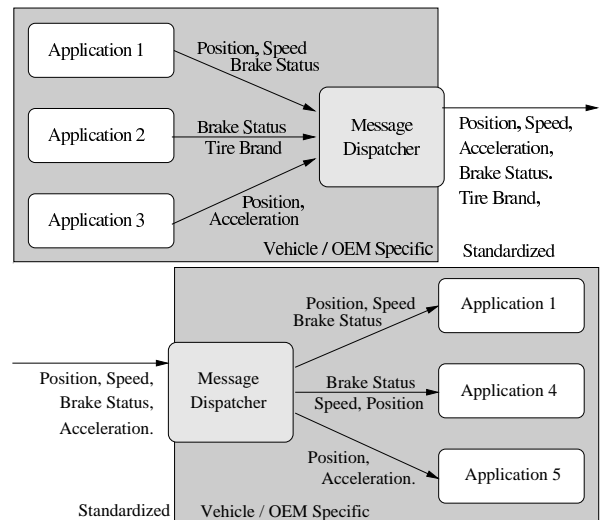 Application 1
Position, Speed
Brake Status
Application 2
Brake Status
Tire Brand
Application 3
Position,
Acceleration
Message
Dispatcher
Position, Speed,
Acceleration,
Brake Status.
Tire Brand,
Vehicle / OEM Specific
Standardized
Position, Speed,
Brake Status,
Acceleration.
Message
Dispatcher
Position, Speed
Brake Status
Application 1
Brake Status
Speed, Position
Application 4
Position,
Acceleration.
Application 5
Standardized
Vehicle / OEM Specific